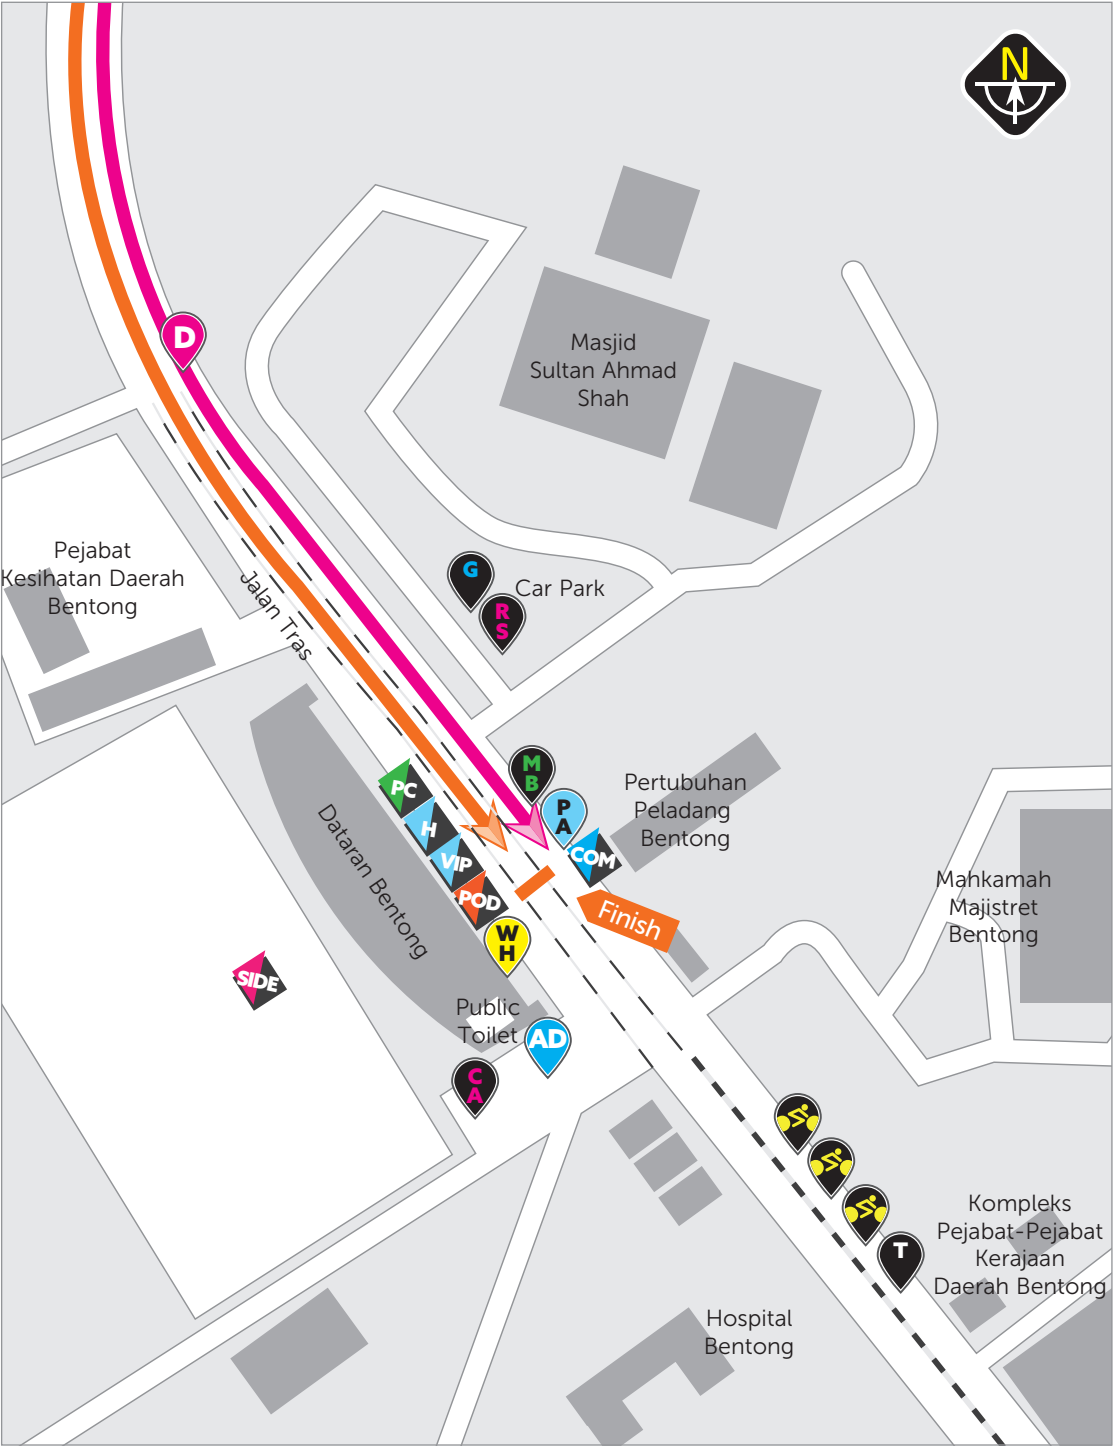 N
D
Masjid
Sultan Ahmad
Shah
Pejabat
Kesihatan Daerah
Bentong
Jalan Tras
G
Car Park
R
S
M
B
P
A
COM
Pertubuhan
Peladang
Bentong
PC
H
VIP
POD
W
H
Dataran Bentong
Finish
Mahkamah
Majistret
Bentong
SIDE
Public
Toilet
AD
C
A
T
Kompleks
Pejabat-Pejabat
Kerajaan
Daerah Bentong
Hospital
Bentong